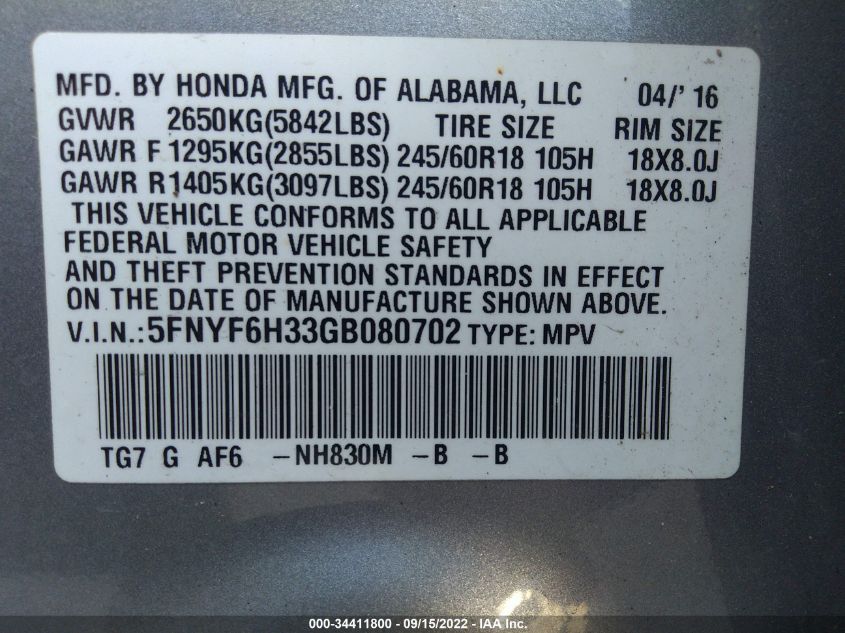 MFD. BY HONDA MFG. OF ALABAMA, LLC 04/'16
GVWR 2650KG(5842LBS) TIRE SIZE RIM SIZE
GAWR F 1295KG(2855LBS) 245/60R18 105H 18X8.0J
GAWR R1405KG(3097LBS) 245/60R18 105H 18X8.0J
THIS VEHICLE CONFORMS TO ALL APPLICABLE
FEDERAL MOTOR VEHICLE SAFETY
AND THEFT PREVENTION STANDARDS IN EFFECT
ON THE DATE OF MANUFACTURE SHOWN ABOVE.
V.I.N.:5FNYF6H33GB080702 TYPE: MPV
TG7 G AF6 -NH830M -B -B
000-34411800 - 09/15/2022 - IAA Inc.